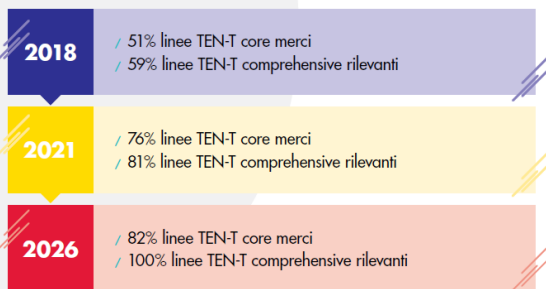 2018
/ 51% linee TEN-T core merci
/ 59% linee TEN-T comprehensive rilevanti
2021
/ 76% linee TEN-T core merci
/ 81% linee TEN-T comprehensive rilevanti
2026
/ 82% linee TEN-T core merci
/ 100% linee TEN-T comprehensive rilevanti